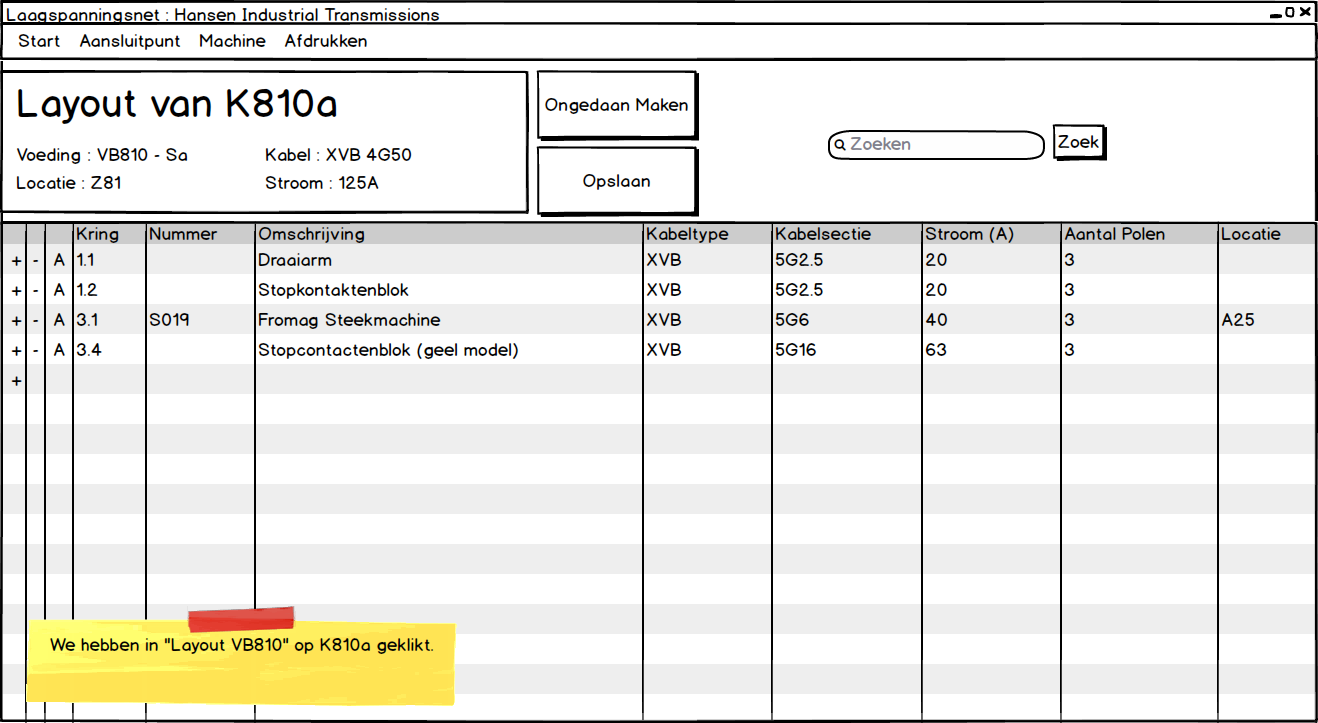 Laagspanningsnet : Hansen Industrial Transmissions
Start Aansluitpunt Machine Afdrukken
Layout van K810a
Voeding : VB810 - Sa Kabel : XVB 4G50
Locatie : Z81 Stroom : 125A
Ongedaan Maken
Opslaan
Zoeken Zoek
Kring Nummer Omschrijving Kabeltype Kabelsectie Stroom (A) Aantal Polen Locatie
+ - A 1.1 Draaiarm XVB 5G2.5 20 3
+ - A 1.2 Stopkontaktenblok XVB 5G2.5 20 3
+ - A 3.1 S019 Fromag Steekmachine XVB 5G6 40 3 A25
+ - A 3.4 Stopcontactenblok (geel model) XVB 5G16 63 3
+
We hebben in "Layout VB810" op K810a geklikt.